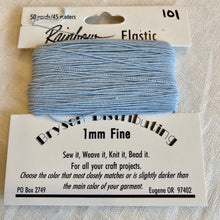 50 yards/45 meters
101
Rainbow Elastic
Bryson Distributing
1mm Fine
Sew it, Weave it, Knit it, Bead it.
For all your craft projects.
Choose the color that most closely matches or is slightly darker than
the main color of your garment.
PO BOX 2749 Eugene OR 97402